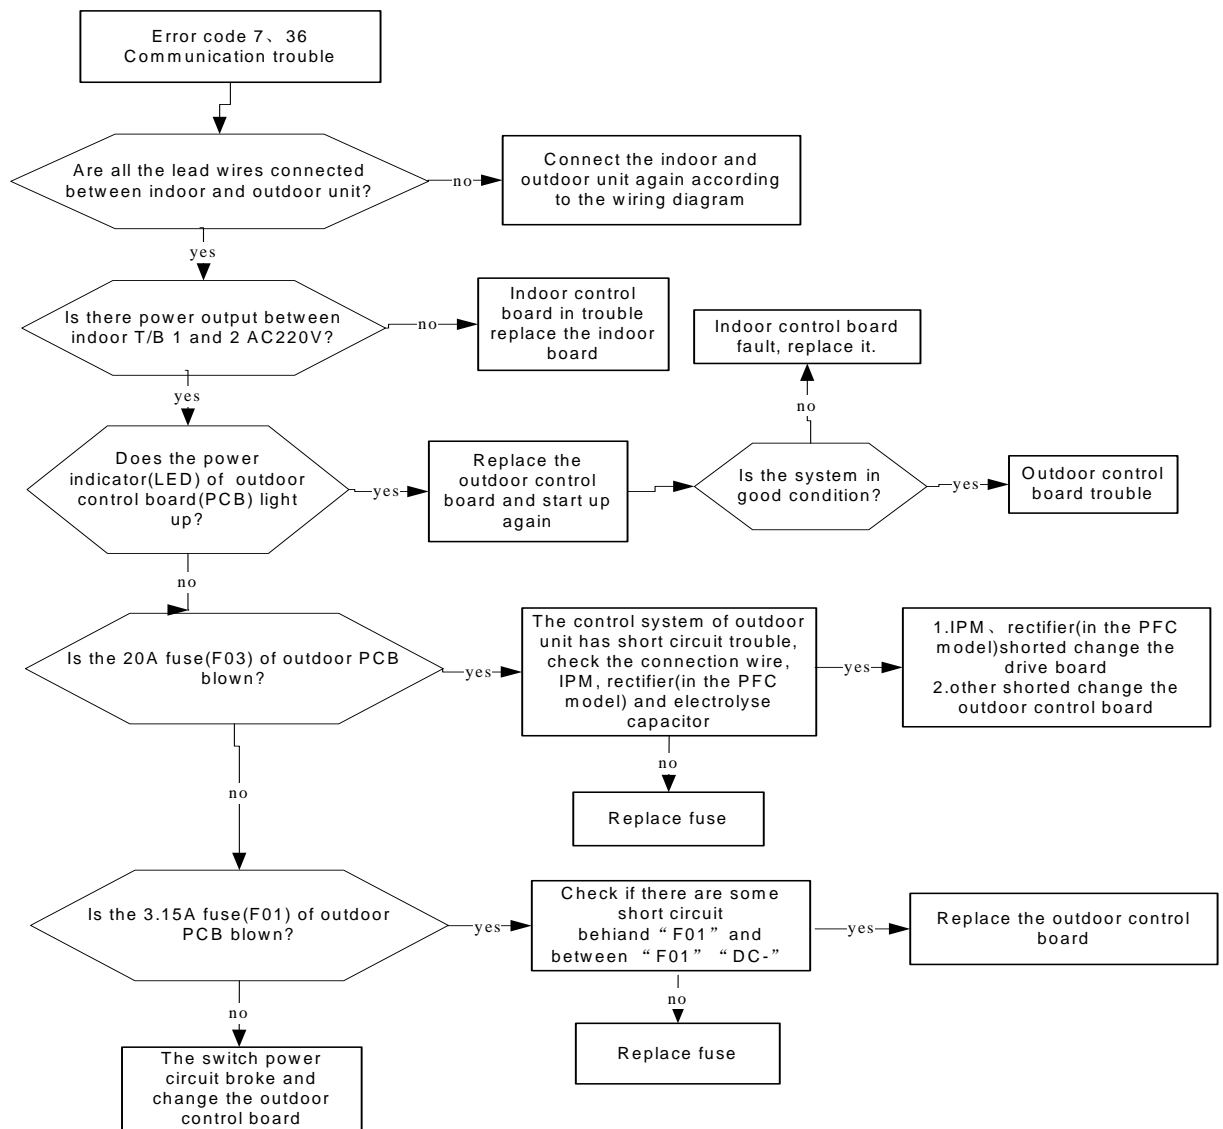 Error code 7、36
Communication trouble
Are all the lead wires connected
between indoor and outdoor unit?
no
Connect the indoor and
outdoor unit again according
to the wiring diagram
yes
Is there power output between
indoor T/B 1 and 2 AC220V?
no
Indoor control
board in trouble
replace the indoor
board
Indoor control board
fault, replace it.
yes
no
Does the power
indicator(LED) of outdoor
control board(PCB) light
up?
yes
Replace the
outdoor control
board and start up
again
Is the system in
good condition?
yes
Outdoor control
board trouble
no
Is the 20A fuse(F03) of outdoor PCB
blown?
yes
The control system of outdoor
unit has short circuit trouble,
check the connection wire,
IPM, rectifier(in the PFC
model) and electrolyse
capacitor
yes
1.IPM、rectifier(in the PFC
model)shorted change the
drive board
2.other shorted change the
outdoor control board
no
Replace fuse
no
Is the 3.15A fuse(F01) of outdoor
PCB blown?
yes
Check if there are some
short circuit
behiand “F01” and
between “F01” “DC-”
yes
Replace the outdoor control
board
no
Replace fuse
no
The switch power
circuit broke and
change the outdoor
control board